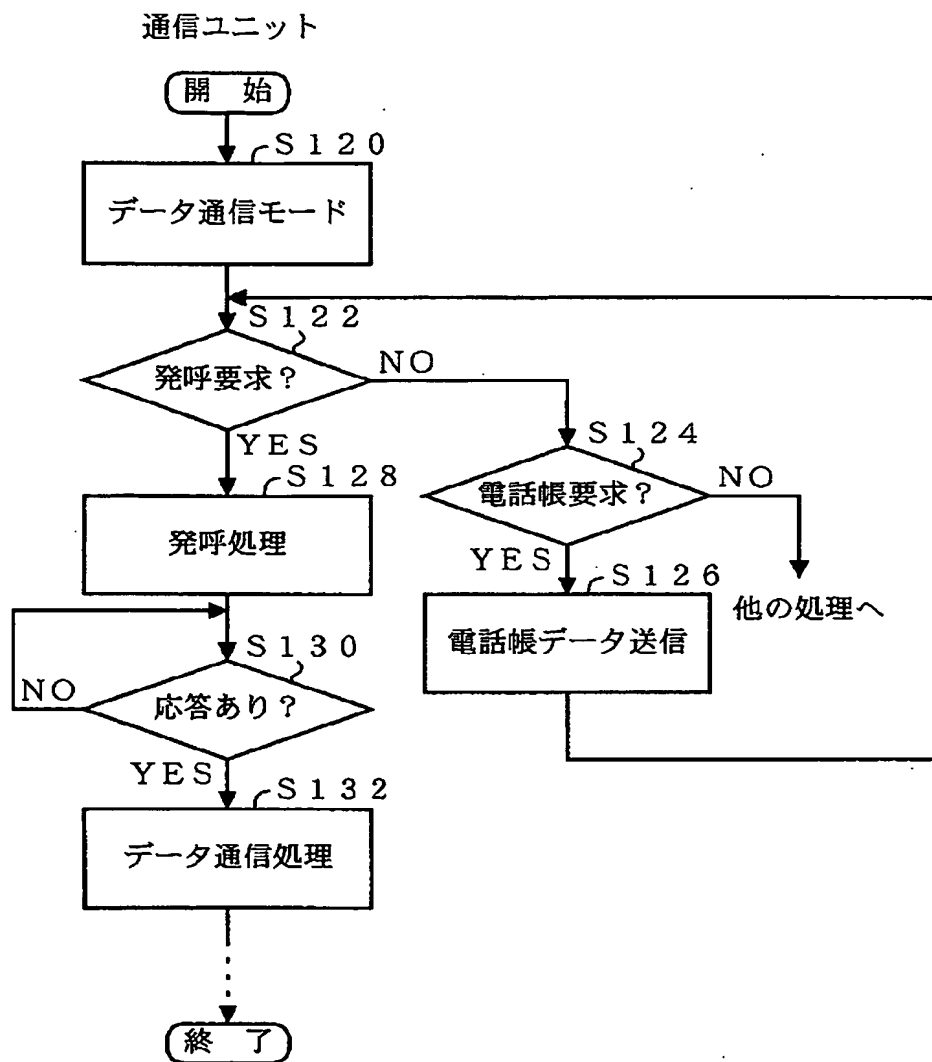 通信ユニット
開　始
Ｓ１２０
データ通信モード
Ｓ１２２
発呼要求？
ＮＯ
ＹＥＳ
Ｓ１２４
電話帳要求？
ＮＯ
ＹＥＳ
Ｓ１２６
他の処理へ
電話帳データ送信
Ｓ１２８
発呼処理
Ｓ１３０
ＮＯ
応答あり？
ＹＥＳ
Ｓ１３２
データ通信処理
終　了